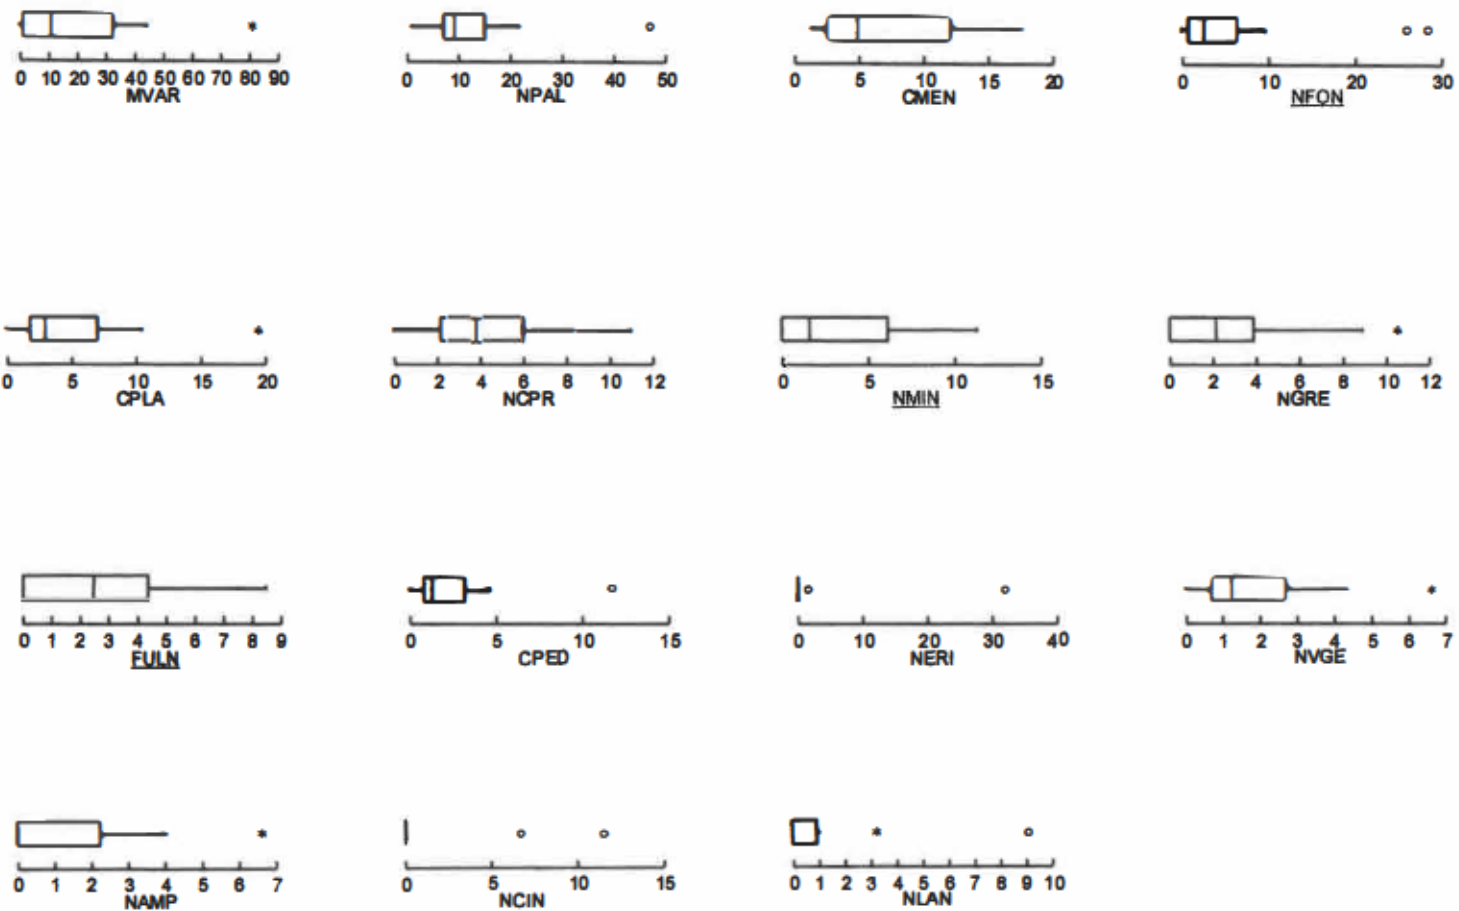 0 10 20 30 40 50 60 70 80 90
MVAR
0 10 20 30 40 50
NPAL
0 5 10 15 20
CMEN
0 10 20 30
NFON
0 5 10 15 20
CPLA
0 2 4 6 8 10 12
NCPR
0 5 10 15
NMIN
0 2 4 6 8 10 12
NGRE
0 1 2 3 4 5 6 7 8 9
FULN
0 5 10 15
CPED
0 10 20 30 40
NERI
0 1 2 3 4 5 6 7
NVGE
0 1 2 3 4 5 6 7
NAMP
0 5 10 15
NCIN
0 1 2 3 4 5 6 7 8 9 10
NLAN